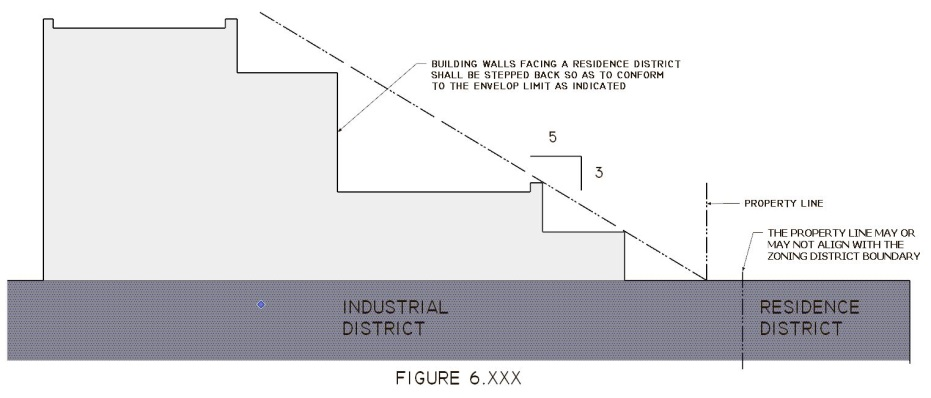 BUILDING WALLS FACING A RESIDENCE DISTRICT
SHALL BE STEPPED BACK SO AS TO CONFORM
TO THE ENVELOP LIMIT AS INDICATED
5
3
PROPERTY LINE
THE PROPERTY LINE MAY OR
MAY NOT ALIGN WITH THE
ZONING DISTRICT BOUNDARY
INDUSTRIAL
DISTRICT
RESIDENCE
DISTRICT
FIGURE 6.XXX